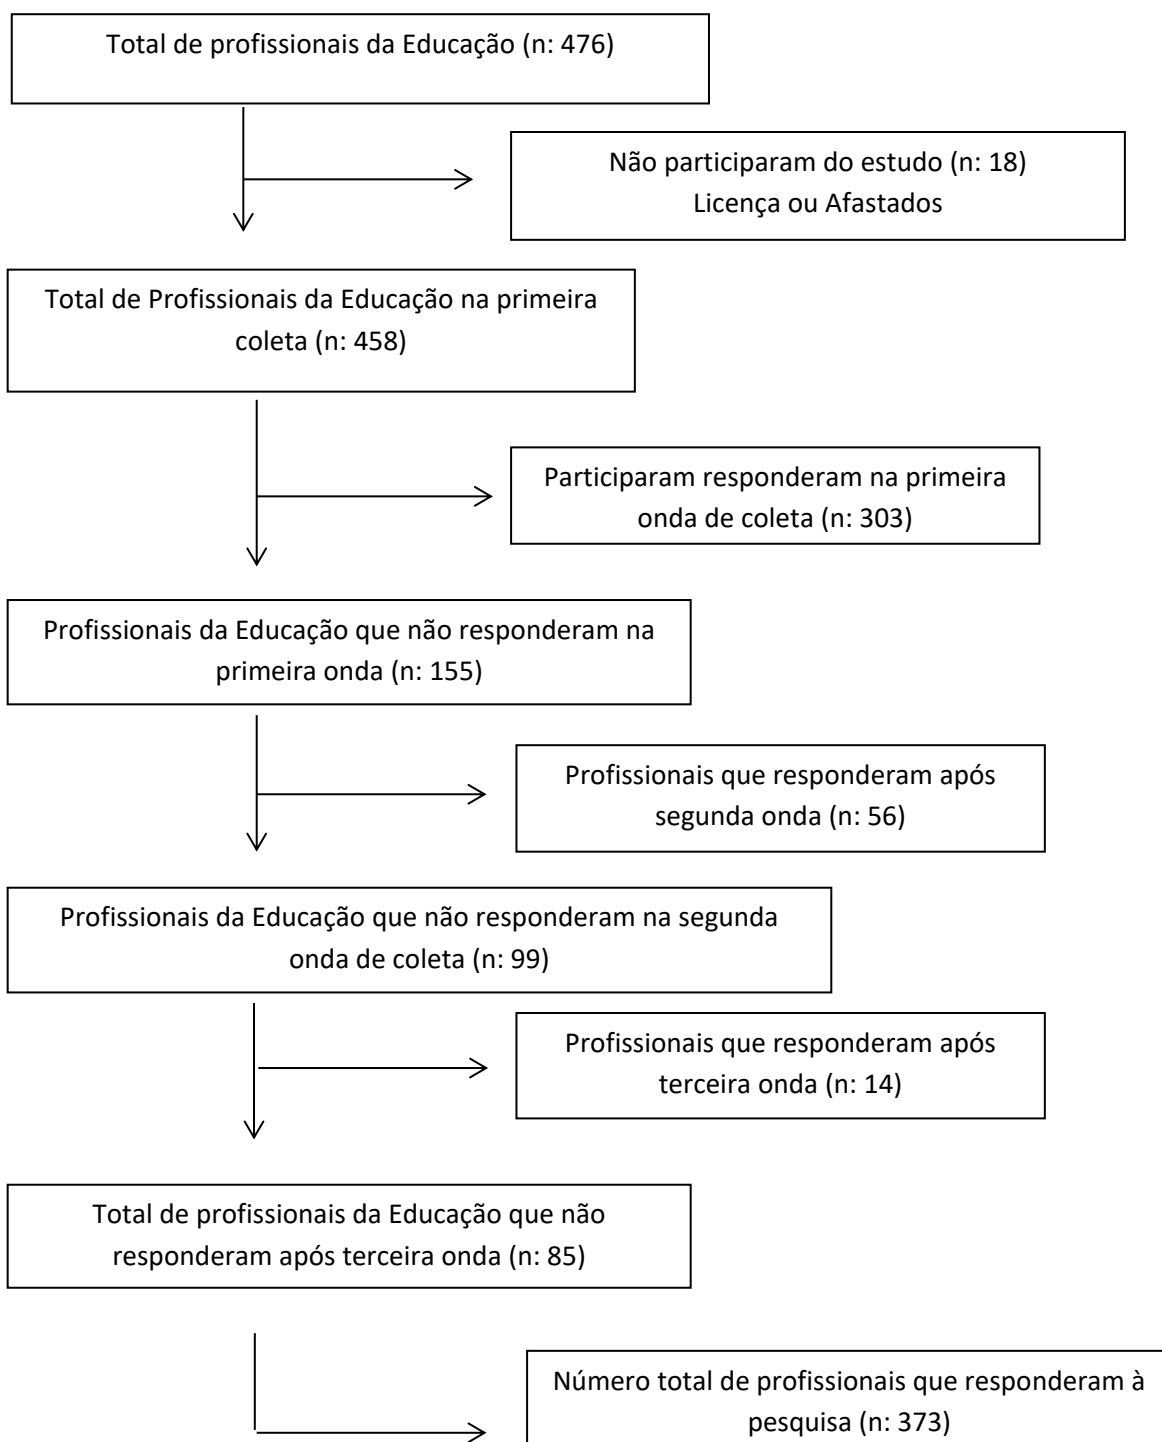 Total de profissionais da Educação (n: 476)
Não participaram do estudo (n: 18)
Licença ou Afastados
Total de Profissionais da Educação na primeira
coleta (n: 458)
Participaram responderam na primeira
onda de coleta (n: 303)
Profissionais da Educação que não responderam na
primeira onda (n: 155)
Profissionais que responderam após
segunda onda (n: 56)
Profissionais da Educação que não responderam na segunda
onda de coleta (n: 99)
Profissionais que responderam após
terceira onda (n: 14)
Total de profissionais da Educação que não
responderam após terceira onda (n: 85)
Número total de profissionais que responderam à
pesquisa (n: 373)